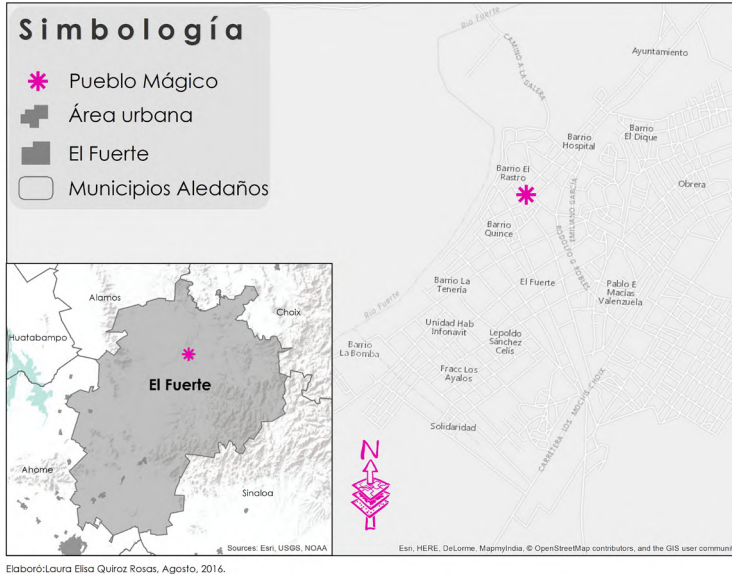 Simbología
Pueblo Mágico
Área urbana
El Fuerte
Municipios Aledaños
Rio Fuerte
CAMINO A LA GALERA
Ayuntamiento
Barrio
El Dique
Barrio
Hospital
Barrio El
Rastro
Obrera
EMILIANO GARCÍA
Barrio
Quince
RODOLFO G ROBLES
Barrio La
Tenería
El Fuerte
Pablo E
Macías
Valenzuela
Rio Fuerte
Unidad Hab
Infonavit
Lepoldo
Sánchez
Celis
Barrio
La Bomba
Fracc Los
Ayalos
CARRETERA LOS MOCHIS CHOIX
Solidaridad
N
Esri, HERE, DeLorme, MapmyIndia, © OpenStreetMap contributors, and the GIS user communi
Alamos
Choix
Huatabampo
El Fuerte
Ahome
Sinaloa
Sources: Esri, USGS, NOAA
Elaboró:Laura Elisa Quiroz Rosas, Agosto, 2016.